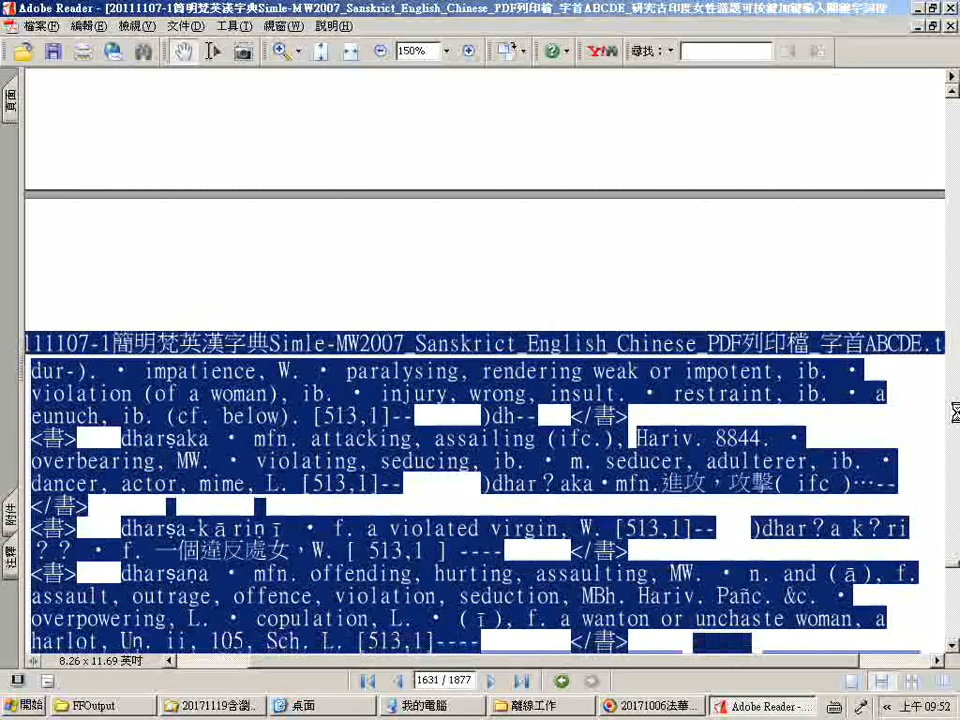 Adobe Reader - [20111107-1簡明梵英漢字典Simle-MW2007_Sanskrict_English_Chinese_PDF列印檔_字首ABCDE_研究古印度女性議題可按鍵輸入關鍵字詞搜
檔案(F) 編輯(E) 檢視(V) 文件(D) 工具(T) 視窗(W) 說明(H)
150% 尋找:
頁面
111107-1簡明梵英漢字典Simle-MW2007_Sanskrict_English_Chinese_PDF列印檔_字首ABCDE.t
dur-). • impatience, W. • paralysing, rendering weak or impotent, ib. •
violation (of a woman), ib. • injury, wrong, insult. • restraint, ib. • a
eunuch, ib. (cf. below). [513,1]-- )dh-- </書>
<書> dharṣaka • mfn. attacking, assailing (ifc.), Hariv. 8844. •
overbearing, MW. • violating, seducing, ib. • m. seducer, adulterer, ib. •
dancer, actor, mime, L. [513,1]-- )dhar?aka•mfn.進攻，攻擊( ifc )…--
</書>
<書> dharṣa-kāriṇī • f. a violated virgin, W. [513,1]-- )dhar?a k?ri
?? • f. 一個違反處女，W. [ 513,1 ] ---- </書>
<書> dharṣaṇa • mfn. offending, hurting, assaulting, MW. • n. and (ā), f.
assault, outrage, offence, violation, seduction, MBh. Hariv. Pañc. &c. •
overpowering, L. • copulation, L. • (ī), f. a wanton or unchaste woman, a
harlot, Un. ii, 105, Sch. L. [513,1]---- </書>
附件
注釋
8.26 x 11.69 英吋
1631 / 1877
開始 FFOutput 20171119含瀏... 桌面 我的電腦 離線工作 20171006法華... Adobe Reader -... 上午 09:52